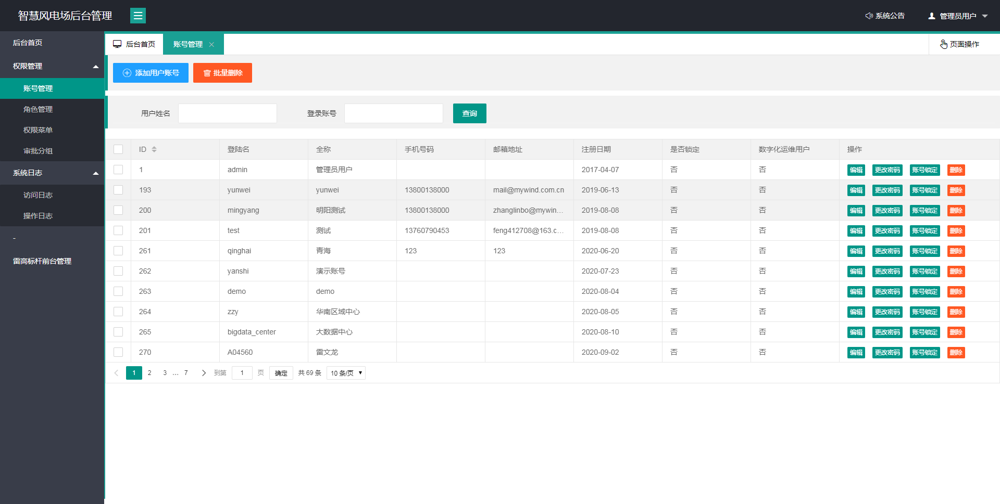 智慧风电场后台管理
系统公告 管理员用户
后台首页
权限管理
账号管理
角色管理
权限菜单
审批分组
系统日志
访问日志
操作日志
-
雷高标杆前台管理
后台首页 账号管理 页面操作
添加用户账号 批量删除
用户姓名 登录账号 查询
ID 登陆名 全称 手机号码 邮箱地址 注册日期 是否锁定 数字化运维用户 操作
1 admin 管理员用户 2017-04-07 否 否 编辑 更改密码 账号锁定 删除
193 yunwei yunwei 13800138000 mail@mywind.com.cn 2019-06-13 否 否 编辑 更改密码 账号锁定 删除
200 mingyang 明阳测试 13800138000 zhanglinbo@mywin... 2019-08-08 否 否 编辑 更改密码 账号锁定 删除
201 test 测试 13760790453 feng412708@163.c... 2019-08-08 否 否 编辑 更改密码 账号锁定 删除
261 qinghai 青海 123 123 2020-06-20 否 否 编辑 更改密码 账号锁定 删除
262 yanshi 演示账号 2020-07-23 否 否 编辑 更改密码 账号锁定 删除
263 demo demo 2020-08-04 否 否 编辑 更改密码 账号锁定 删除
264 zzy 华南区域中心 2020-08-05 否 否 编辑 更改密码 账号锁定 删除
265 bigdata_center 大数据中心 2020-08-10 否 否 编辑 更改密码 账号锁定 删除
270 A04560 雷文龙 2020-09-02 否 否 编辑 更改密码 账号锁定 删除
1 2 3 ... 7 到第 1 页 确定 共 69 条 10 条/页